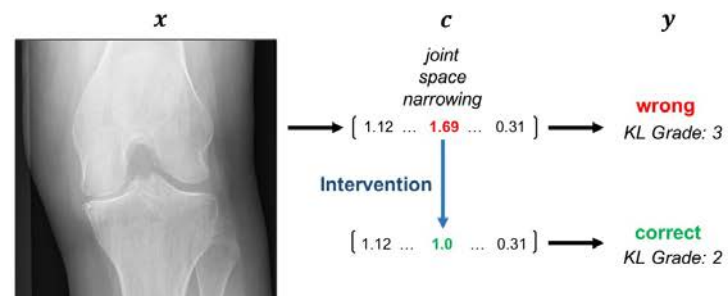 x c y
joint
space
narrowing
wrong
[ 1.12 ... 1.69 ... 0.31 ]
KL Grade: 3
Intervention
correct
[ 1.12 ... 1.0 ... 0.31 ]
KL Grade: 2